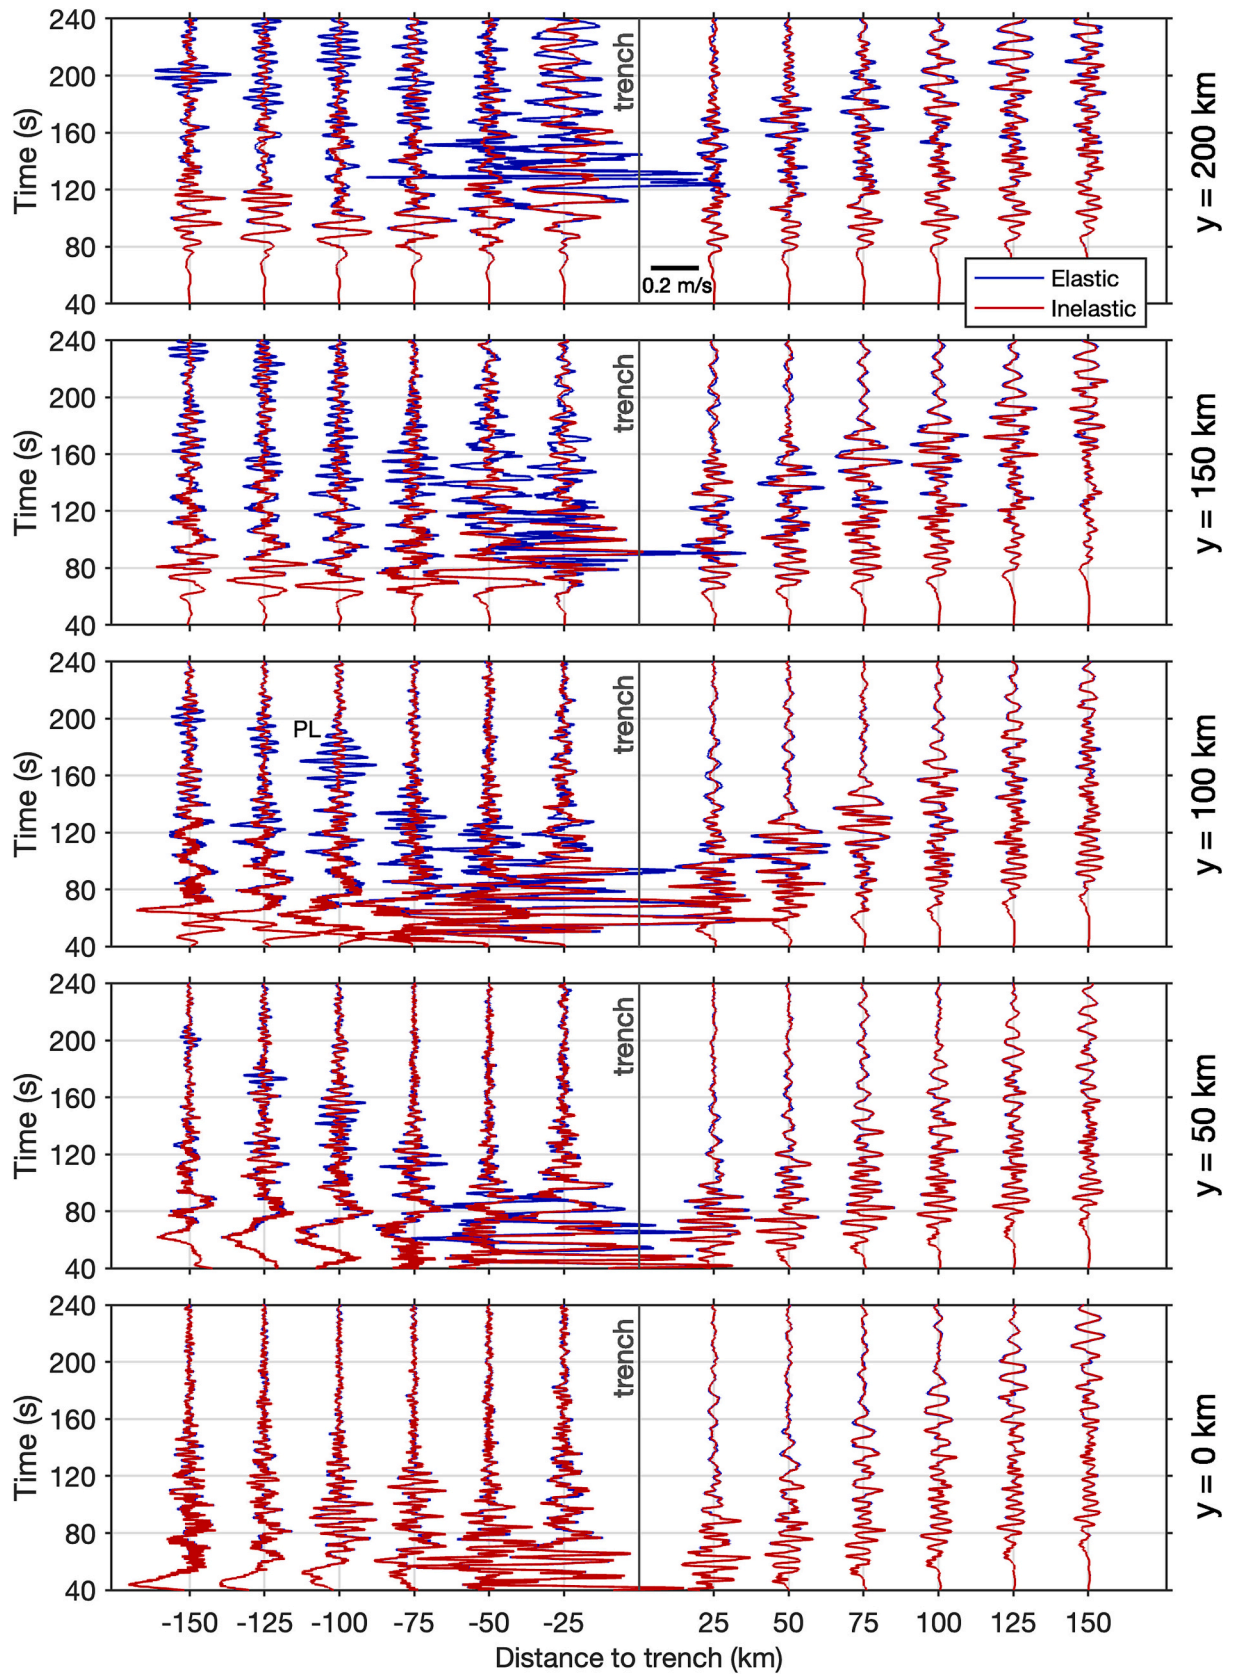 240
200
160
120
80
40
Time (s)
trench
0.2 m/s
Elastic
Inelastic
y = 200 km
240
200
160
120
80
40
Time (s)
trench
y = 150 km
240
200
160
120
80
40
Time (s)
PL
trench
y = 100 km
240
200
160
120
80
40
Time (s)
trench
y = 50 km
240
200
160
120
80
40
Time (s)
trench
y = 0 km
-150 -125 -100 -75 -50 -25 25 50 75 100 125 150
Distance to trench (km)